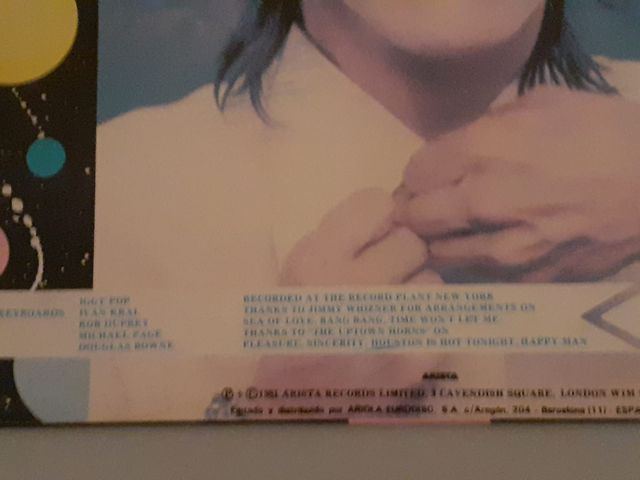 IGGY POP
KEYBOARDS IVAN KRAL
ROB DUPREY
MICHAEL PAGE
DOUGLAS BOWNE
RECORDED AT THE RECORD PLANT NEW YORK
THANKS TO JIMMY WIZNER FOR ARRANGEMENTS ON
SEA OF LOVE, BANG BANG, TIME WON'T LET ME
THANKS TO "THE UPTOWN HORNS" ON
PLEASURE, SINCERITY, HOUSTON IS HOT TONIGHT, HAPPY MAN
ARISTA
Ⓟ & ©1981 ARISTA RECORDS LIMITED, 3 CAVENDISH SQUARE, LONDON W1M
Editado y distribuido por ARIOLA EURODISC, S.A. c/Aragón, 204 - Barcelona (11) - ESPA